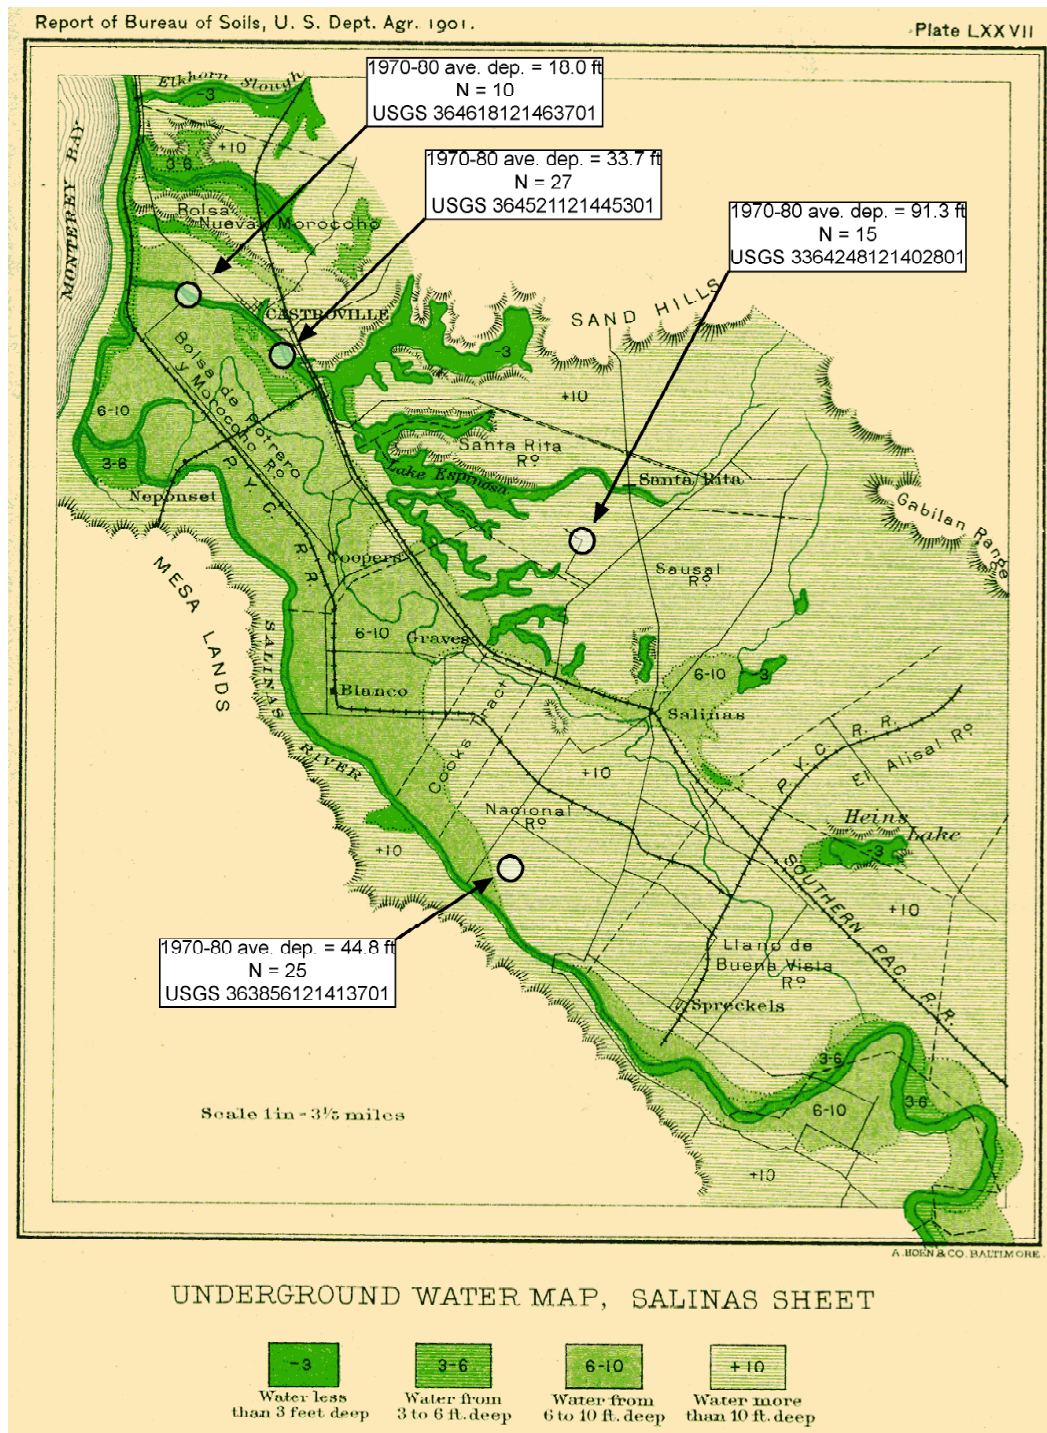 Report of Bureau of Soils, U. S. Dept. Agr. 1901.
Plate LXXVII
1970-80 ave. dep. = 18.0 ft
N = 10
USGS 364618121463701
1970-80 ave. dep. = 33.7 ft
N = 27
USGS 364521121445301
1970-80 ave. dep. = 91.3 ft
N = 15
USGS 3364248121402801
Elkhorn Slough
-3
+10
3-6
MONTEREY BAY
Bolsa
Nueva y Morocoho
CASTROVILLE
SAND HILLS
-3
+10
Bolsa de Potrero
y Morocoho Rº
6-10
3-6
Neponset
P. V. C. R. R.
Santa Rita
Rº
Lake Espinosa
Santa Rita
Gabilan Range
Coopers
Sausal
Rº
MESA LANDS
6-10
Graves
SALINAS RIVER
Blanco
6-10
-3
Salinas
Cooks Tract
+10
P. V. C. R. R.
El Alisal Rº
Nacional
Rº
Heins
Lake
-3
+10
SOUTHERN PAC. R. R.
+10
1970-80 ave. dep. = 44.8 ft
N = 25
USGS 363856121413701
Llano de
Buena Vista
Rº
Spreckels
3-6
6-10
3-6
+10
Scale 1 in = 3⅕ miles
A. HOEN & CO. BALTIMORE.
UNDERGROUND WATER MAP, SALINAS SHEET
-3
3-6
6-10
+10
Water less
than 3 feet deep
Water from
3 to 6 ft. deep
Water from
6 to 10 ft. deep
Water more
than 10 ft. deep